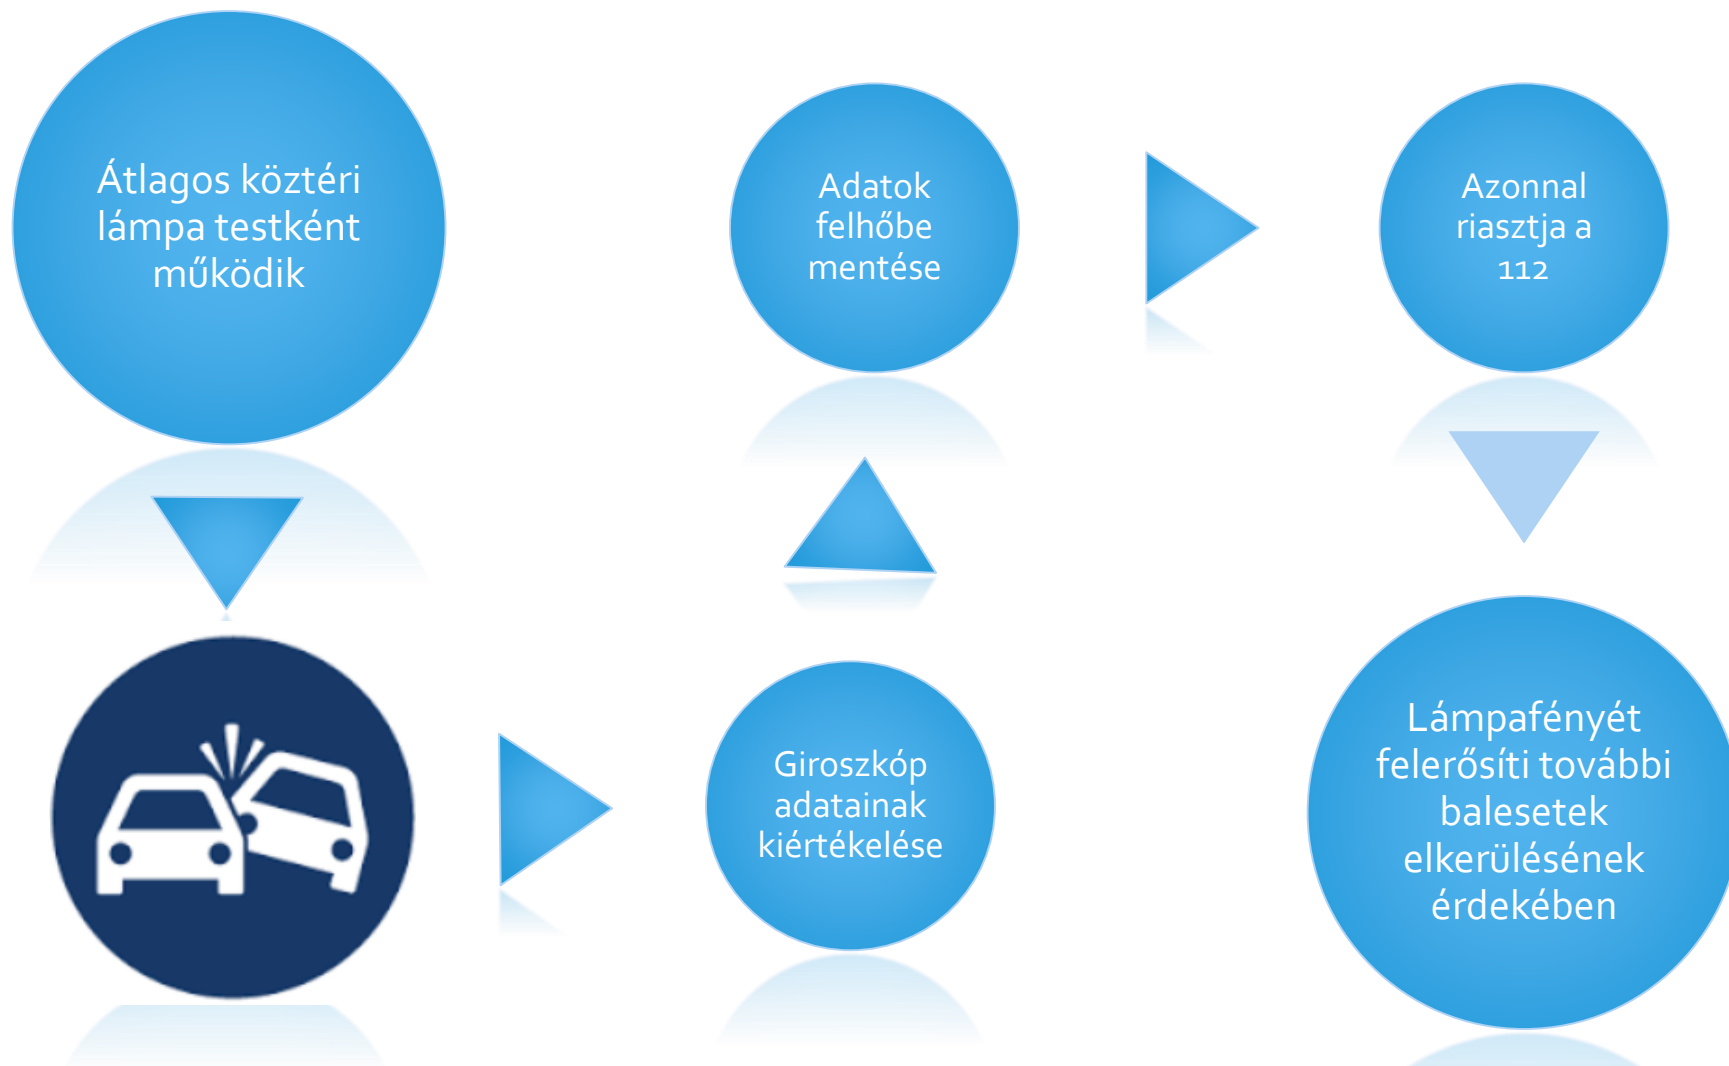 Átlagos köztéri
lámpa testként
működik
Giroszkóp
adatainak
kiértékelése
Adatok
felhőbe
mentése
Azonnal
riasztja a
112
Lámpafényét
felerősíti további
balesetek
elkerülésének
érdekében